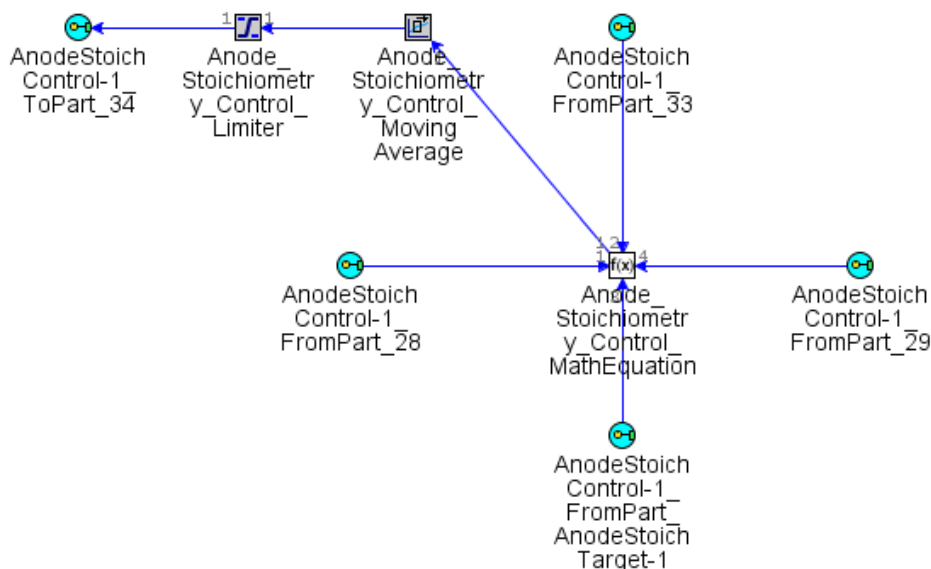 1
1
AnodeStoich
Control-1_
ToPart_34
Anode_
Stoichiometr
y_Control_
Limiter
Anode_
Stoichiometr
y_Control_
Moving
Average
AnodeStoich
Control-1_
FromPart_33
1
2
1
4
f(x)
AnodeStoich
Control-1_
FromPart_28
Anode_
Stoichiometr
y_Control_
MathEquation
AnodeStoich
Control-1_
FromPart_29
AnodeStoich
Control-1_
FromPart_
AnodeStoich
Target-1